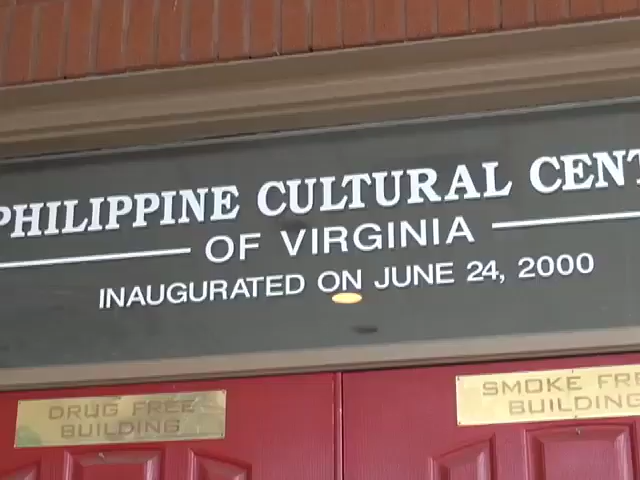 PHILIPPINE CULTURAL CENT
OF VIRGINIA
INAUGURATED ON JUNE 24, 2000
DRUG FREE
BUILDING
SMOKE FRE
BUILDING